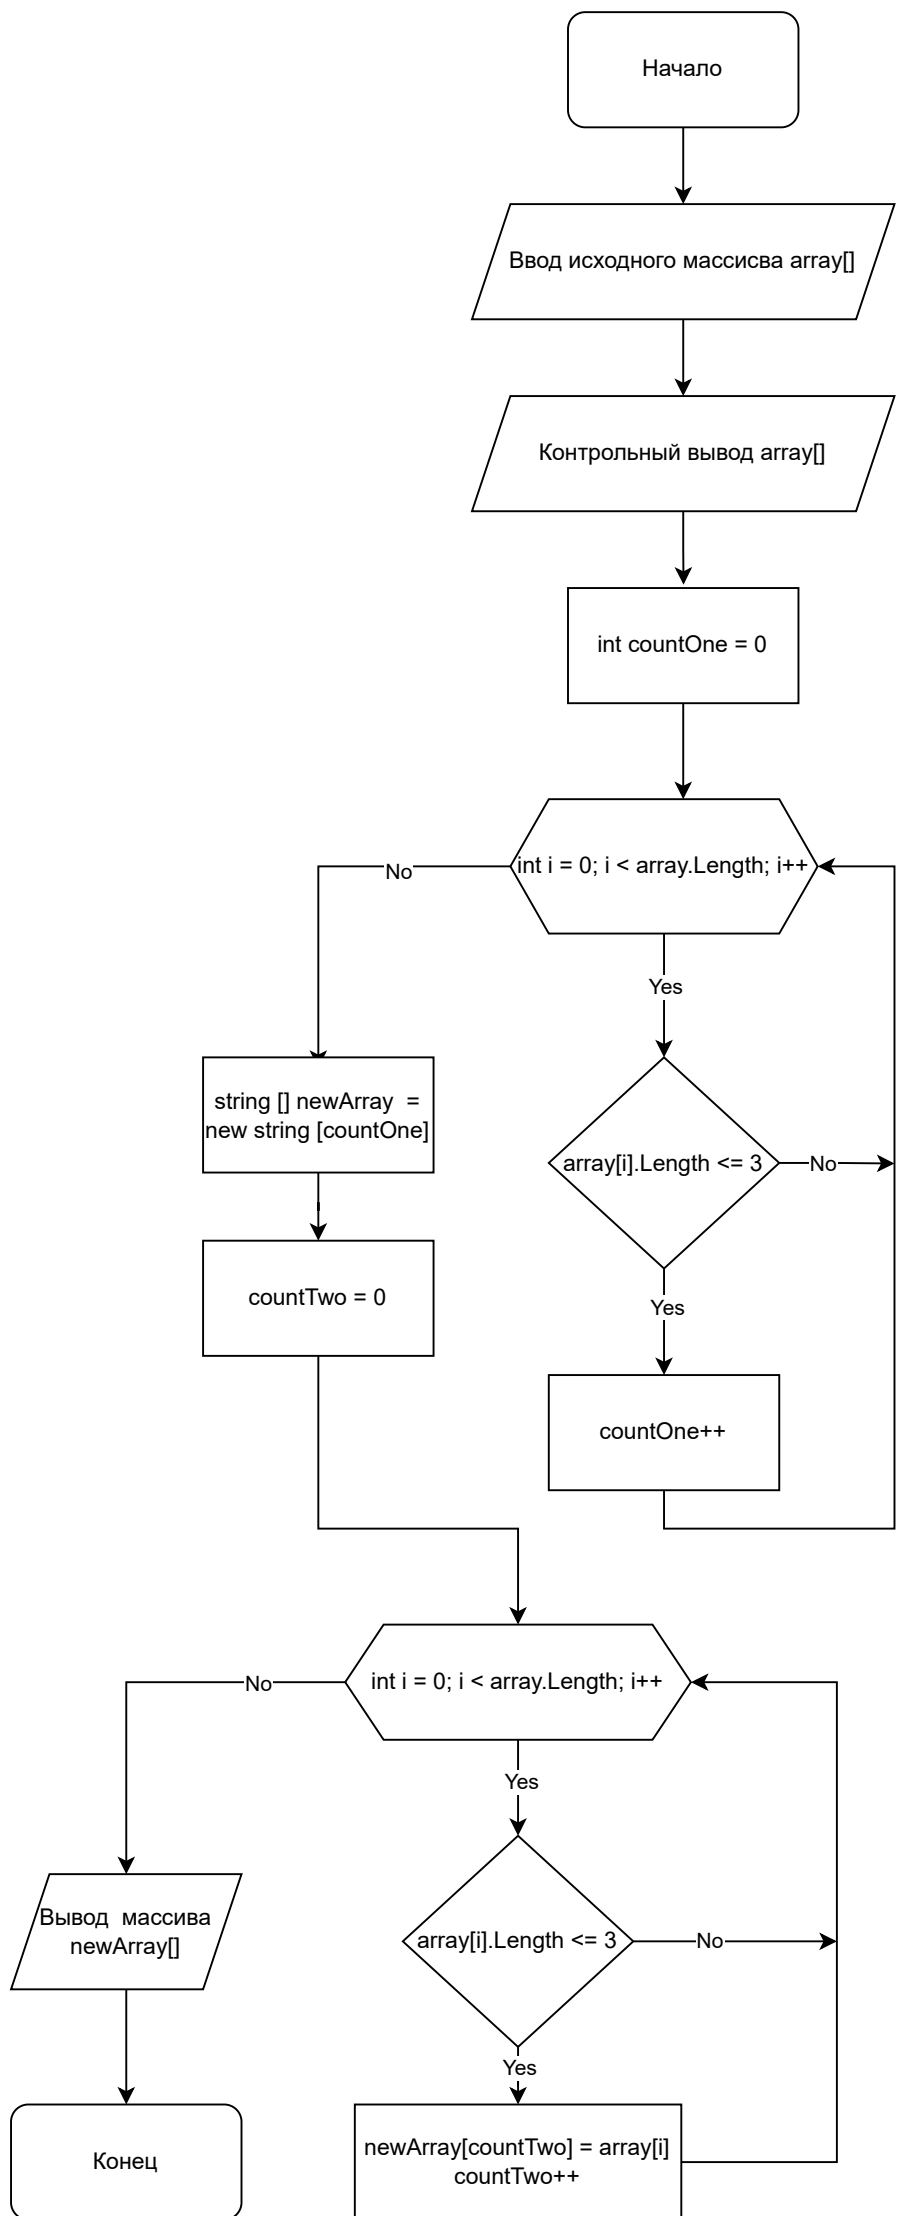 Начало
Ввод исходного массисва array[]
Контрольный вывод array[]
int countOne = 0
int i = 0; i < array.Length; i++
No
Yes
string [] newArray  =
new string [countOne]
array[i].Length <= 3
No
countTwo = 0
Yes
countOne++
int i = 0; i < array.Length; i++
No
Yes
Вывод  массива
newArray[]
array[i].Length <= 3
No
Yes
Конец
newArray[countTwo] = array[i]
countTwo++